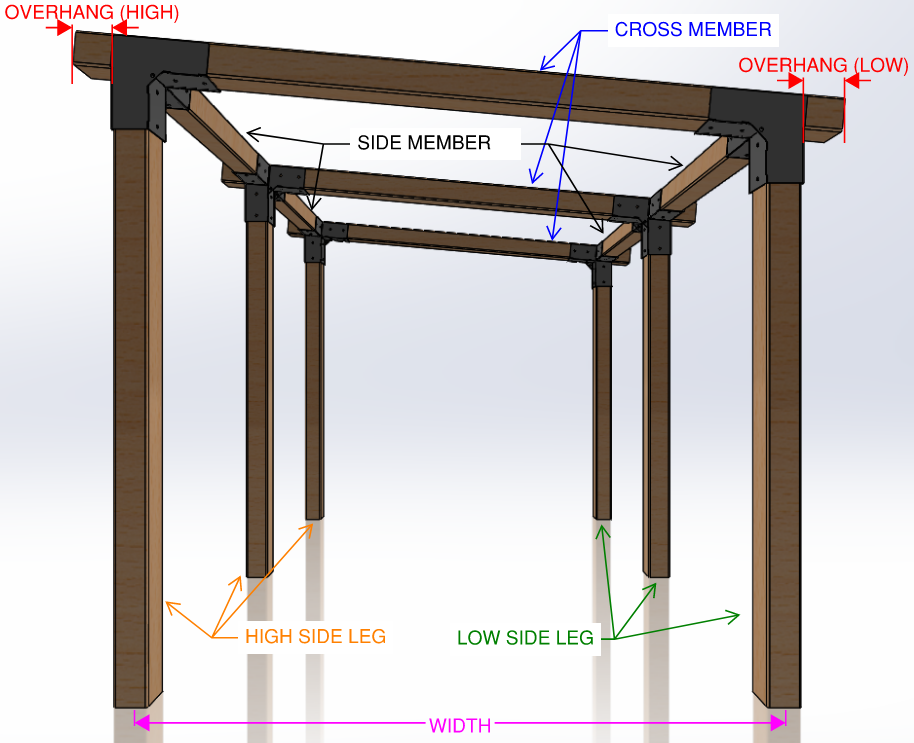 OVERHANG (HIGH)
CROSS MEMBER
OVERHANG (LOW)
SIDE MEMBER
HIGH SIDE LEG
LOW SIDE LEG
WIDTH